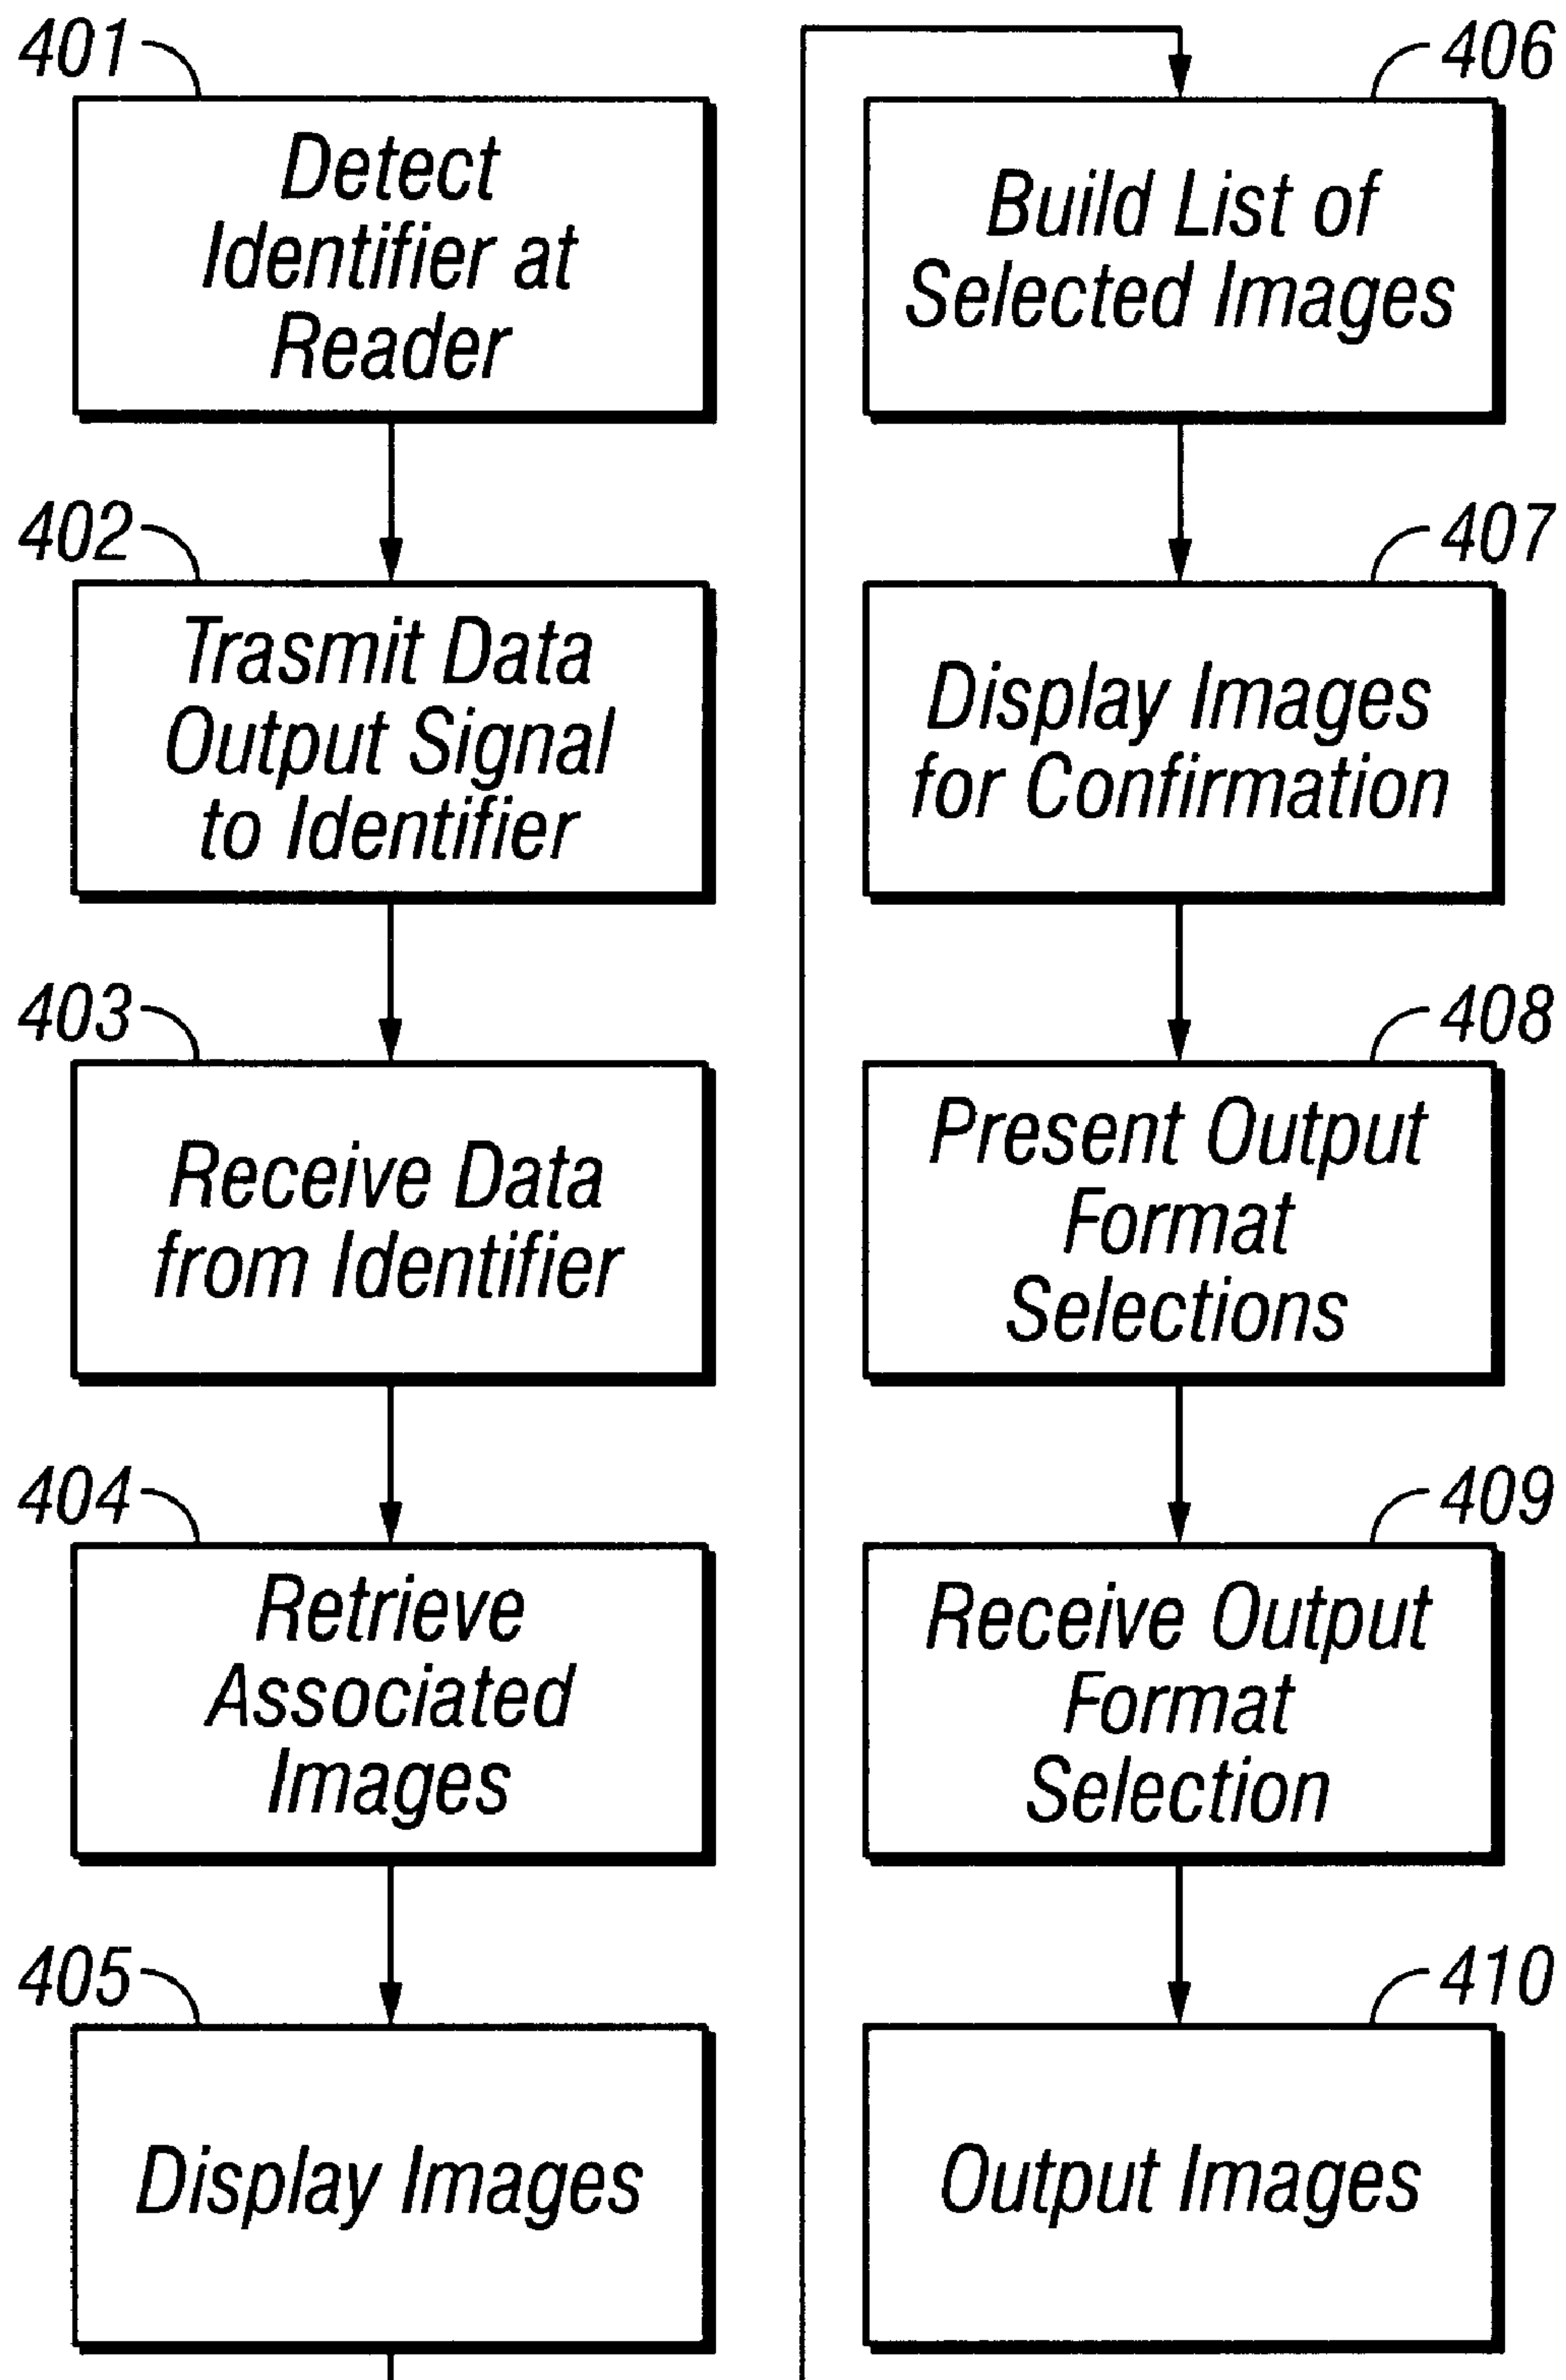 401
Detect
Identifier at
Reader
402
Trasmit Data
Output Signal
to Identifier
403
Receive Data
from Identifier
404
Retrieve
Associated
Images
405
Display Images
406
Build List of
Selected Images
407
Display Images
for Confirmation
408
Present Output
Format
Selections
409
Receive Output
Format
Selection
410
Output Images